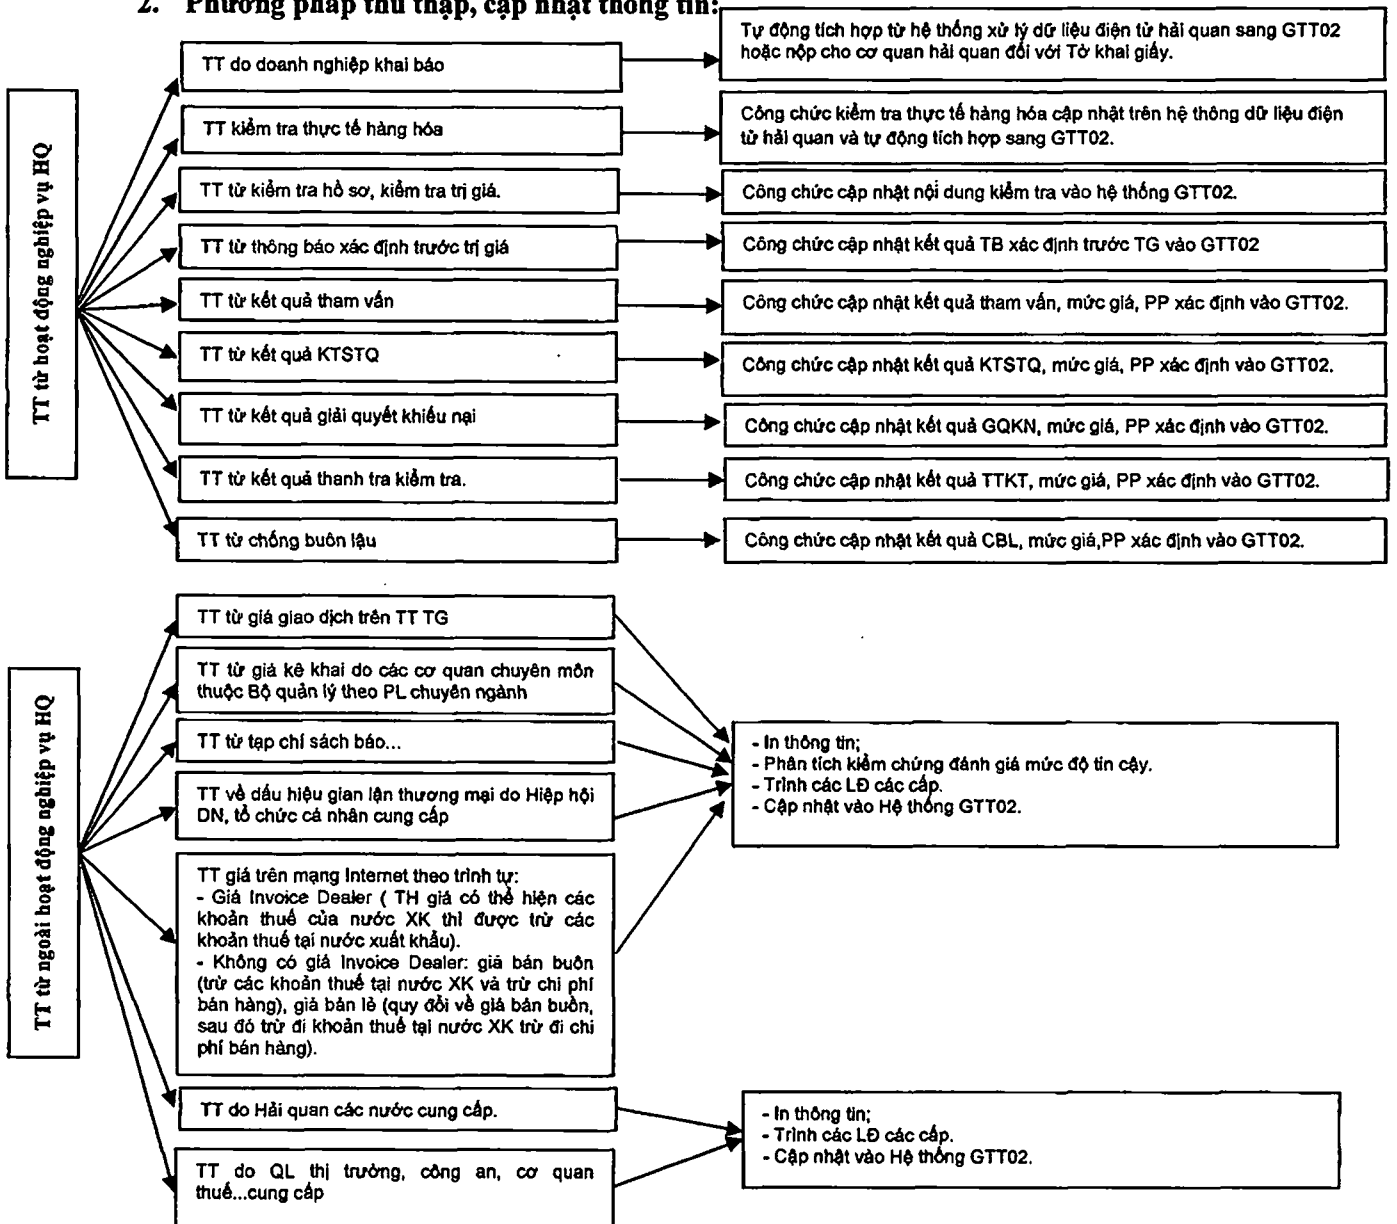 2. Phương pháp thu thập, cập nhật thông tin:
TT từ hoạt động nghiệp vụ HQ
TT do doanh nghiệp khai báo
Tự động tích hợp từ hệ thống xử lý dữ liệu điện tử hải quan sang GTT02
hoặc nộp cho cơ quan hải quan đối với Tờ khai giấy.
TT kiểm tra thực tế hàng hóa
Công chức kiểm tra thực tế hàng hóa cập nhật trên hệ thông dữ liệu điện
tử hải quan và tự động tích hợp sang GTT02.
TT từ kiểm tra hồ sơ, kiểm tra trị giá.
Công chức cập nhật nội dung kiểm tra vào hệ thống GTT02.
TT từ thông báo xác định trước trị giá
Công chức cập nhật kết quả TB xác định trước TG vào GTT02
TT từ kết quả tham vấn
Công chức cập nhật kết quả tham vấn, mức giá, PP xác định vào GTT02.
TT từ kết quả KTSTQ
Công chức cập nhật kết quả KTSTQ, mức giá, PP xác định vào GTT02.
TT từ kết quả giải quyết khiếu nại
Công chức cập nhật kết quả GQKN, mức giá, PP xác định vào GTT02.
TT từ kết quả thanh tra kiểm tra.
Công chức cập nhật kết quả TTKT, mức giá, PP xác định vào GTT02.
TT từ chống buôn lậu
Công chức cập nhật kết quả CBL, mức giá,PP xác định vào GTT02.
TT từ ngoài hoạt động nghiệp vụ HQ
TT từ giá giao dịch trên TT TG
TT từ giá kê khai do các cơ quan chuyên môn
thuộc Bộ quản lý theo PL chuyên ngành
TT từ tạp chí sách báo...
TT về dấu hiệu gian lận thương mại do Hiệp hội
DN, tổ chức cá nhân cung cấp
TT giá trên mạng Internet theo trình tự:
- Giá Invoice Dealer ( TH giá có thể hiện các
khoản thuế của nước XK thì được trừ các
khoản thuế tại nước xuất khẩu).
- Không có giá Invoice Dealer: giá bán buôn
(trừ các khoản thuế tại nước XK và trừ chi phí
bán hàng), giá bán lẻ (quy đổi về giá bán buôn,
sau đó trừ đi khoản thuế tại nước XK trừ đi chi
phí bán hàng).
- In thông tin;
- Phân tích kiểm chứng đánh giá mức độ tin cậy.
- Trình các LĐ các cấp.
- Cập nhật vào Hệ thống GTT02.
TT do Hải quan các nước cung cấp.
TT do QL thị trường, công an, cơ quan
thuế...cung cấp
- In thông tin;
- Trình các LĐ các cấp.
- Cập nhật vào Hệ thống GTT02.